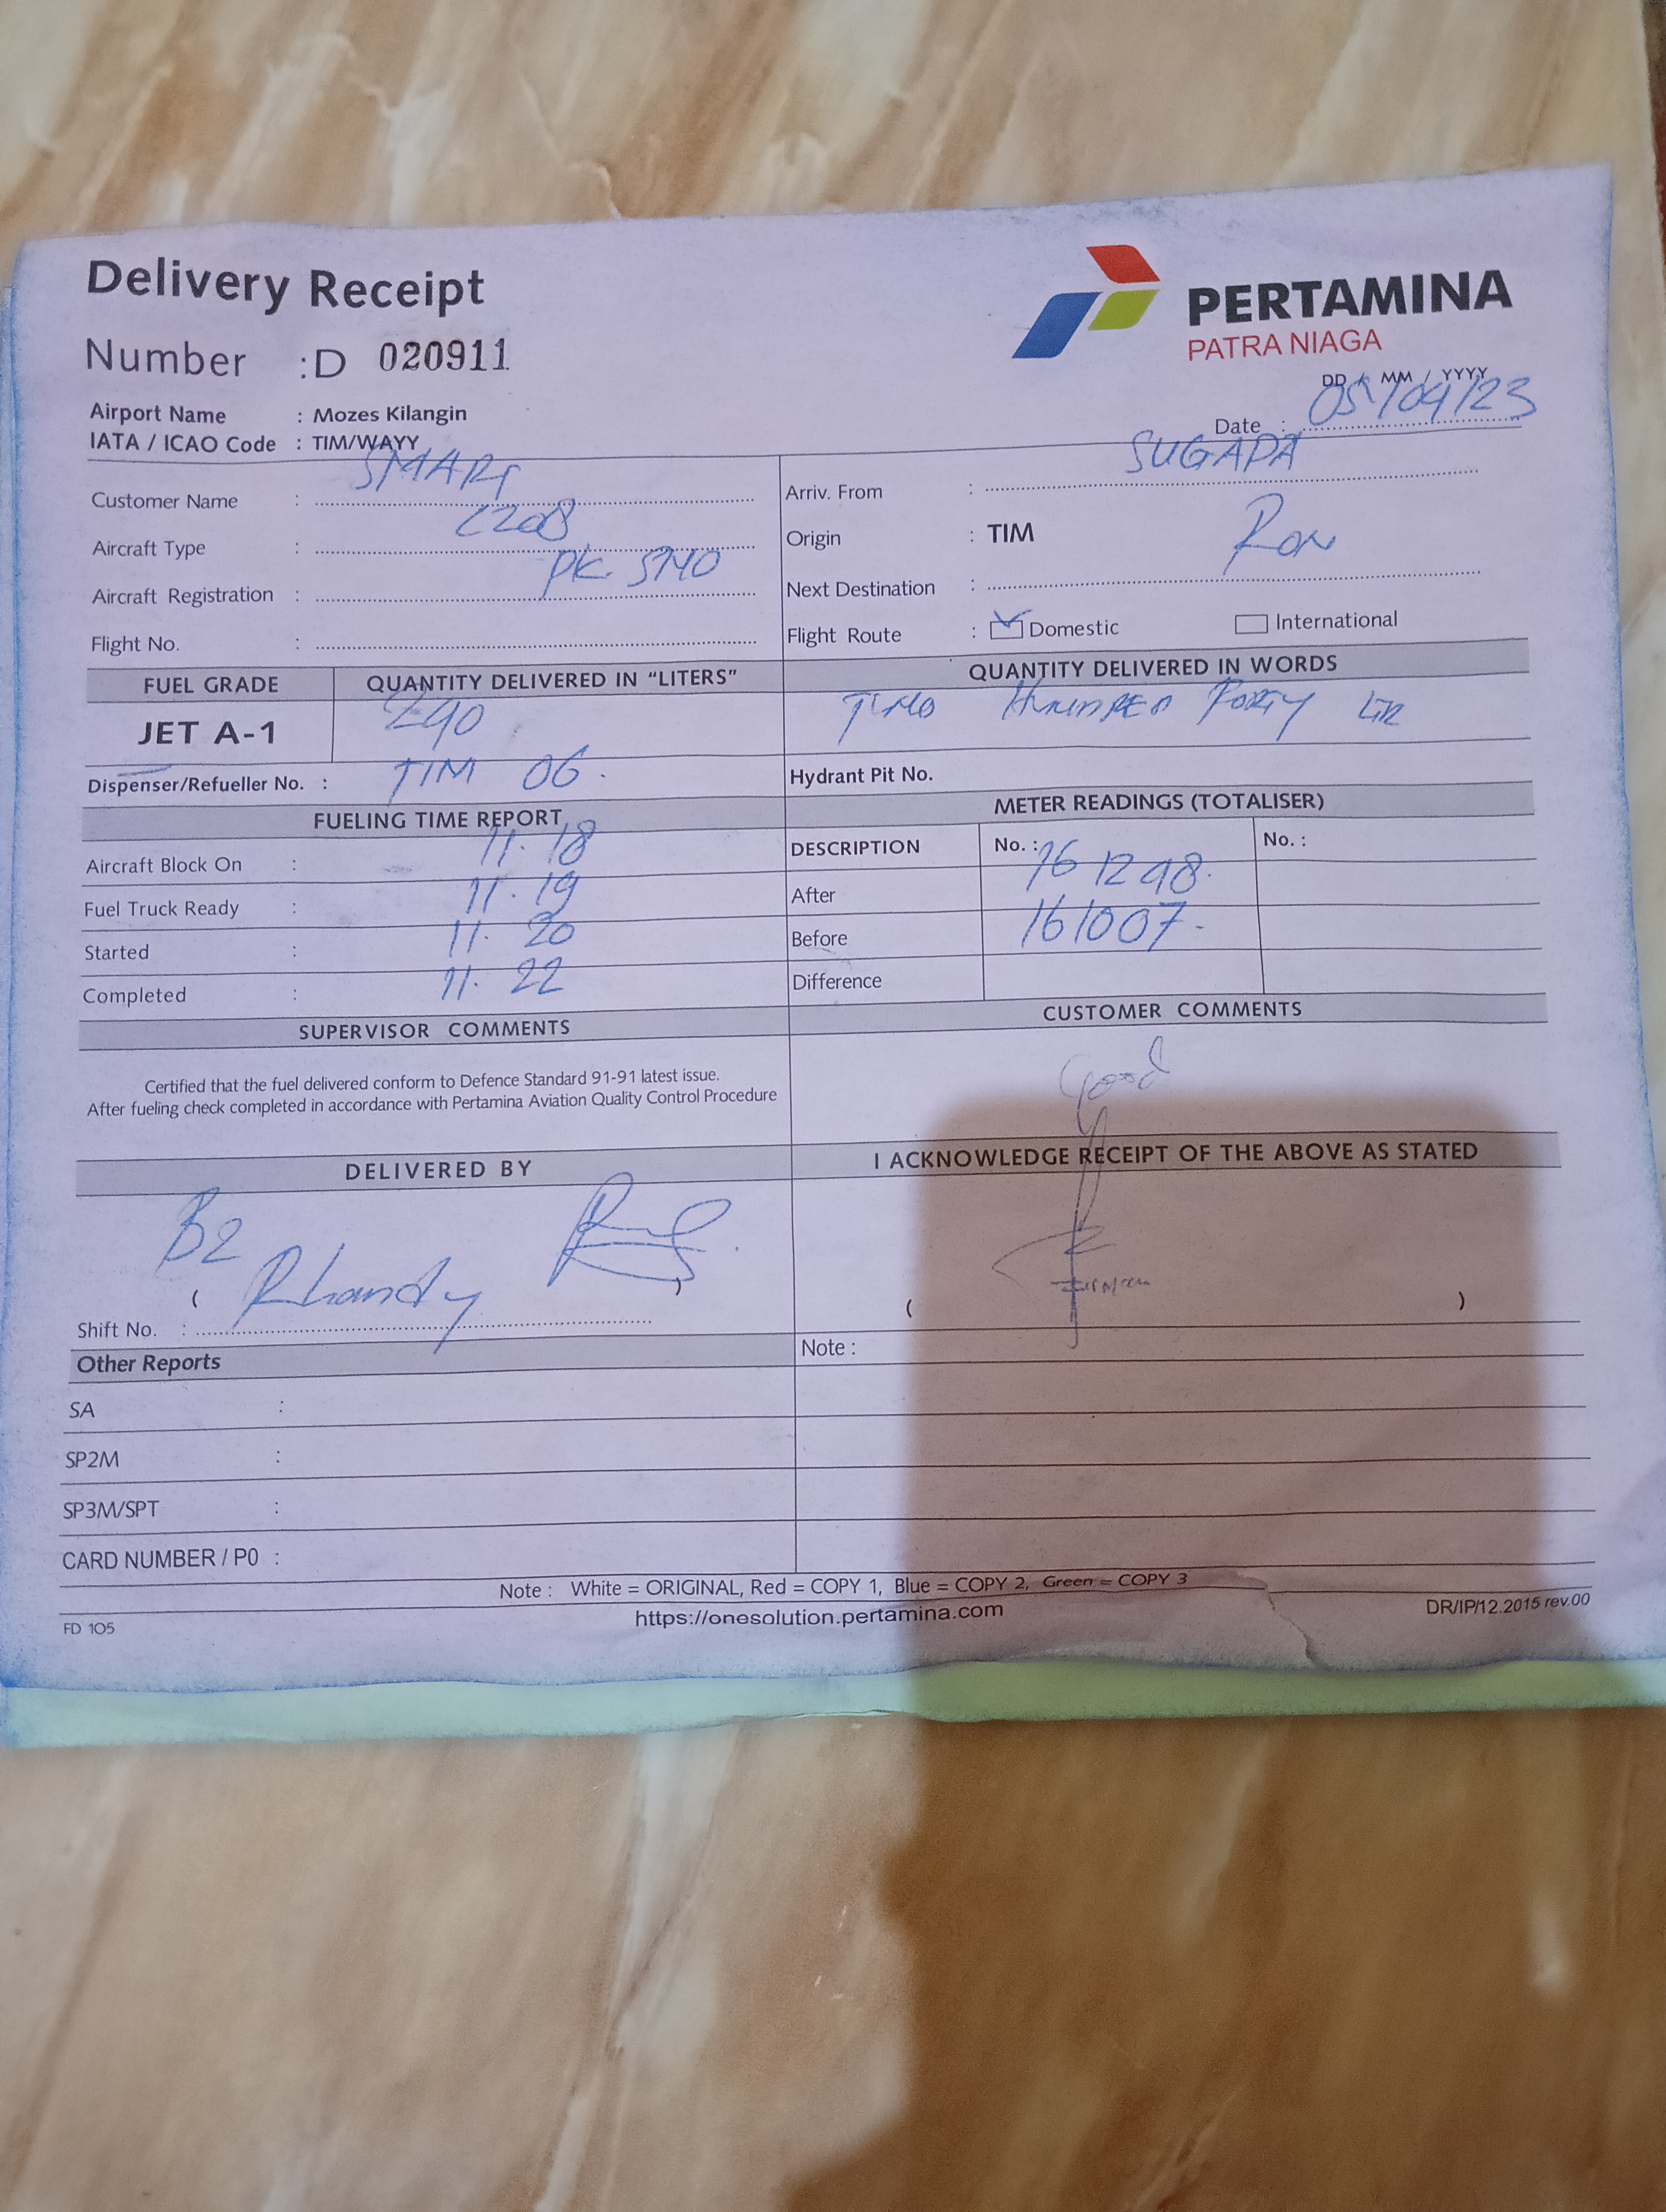 Delivery Receipt
PERTAMINA
PATRA NIAGA
Number :D 020911
DD / MM / YYYY
Airport Name : Mozes Kilangin
Date : 05/09/23
IATA / ICAO Code : TIM/WAYY
Customer Name : SMART
Arriv. From : SUGAPA
Aircraft Type : C208
Origin : TIM
Aircraft Registration : PK. SMO
Next Destination : RON
Flight No. :
Flight Route : Domestic International
FUEL GRADE QUANTITY DELIVERED IN "LITERS" QUANTITY DELIVERED IN WORDS
JET A-1 240 TWO HUNDRED FORTY LTR
Dispenser/Refueller No. : TIM 06. Hydrant Pit No.
FUELING TIME REPORT METER READINGS (TOTALISER)
DESCRIPTION No. : No. :
Aircraft Block On : 11. 18
After 161248.
Fuel Truck Ready : 11. 19
Before 161007.
Started : 11. 20
Difference
Completed : 11. 22
SUPERVISOR COMMENTS CUSTOMER COMMENTS
Good
Certified that the fuel delivered conform to Defence Standard 91-91 latest issue.
After fueling check completed in accordance with Pertamina Aviation Quality Control Procedure
DELIVERED BY I ACKNOWLEDGE RECEIPT OF THE ABOVE AS STATED
B2
( Rhandy ) ( )
Shift No. :
Other Reports Note :
SA :
SP2M :
SP3M/SPT :
CARD NUMBER / P0 :
Note : White = ORIGINAL, Red = COPY 1, Blue = COPY 2, Green = COPY 3
https://onesolution.pertamina.com
FD 105 DR/IP/12.2015 rev.00